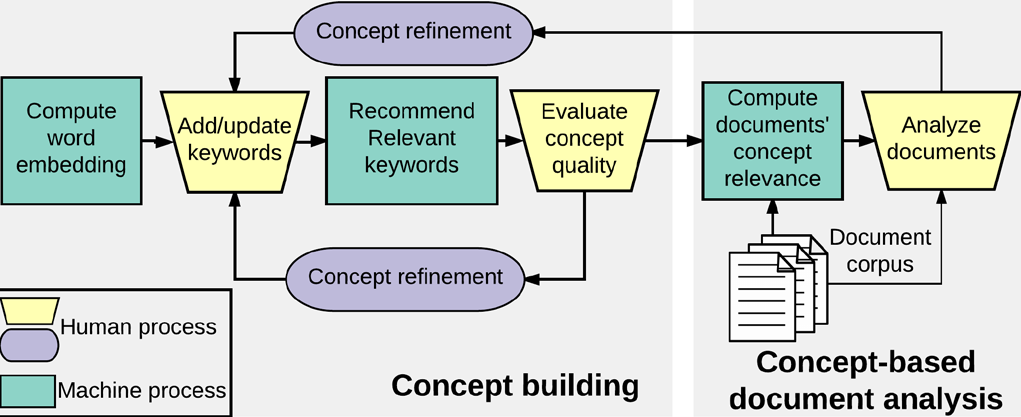 Concept refinement
Compute
word
embedding
Add/update
keywords
Recommend
Relevant
keywords
Evaluate
concept
quality
Compute
documents'
concept
relevance
Analyze
documents
Concept refinement
Document
corpus
Human process
Machine process
Concept building
Concept-based
document analysis